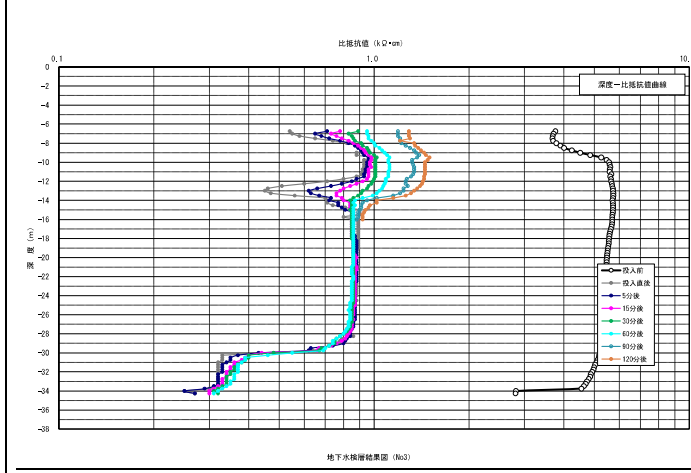 比抵抗値 (kΩ・cm)
0.1 1.0 10.
深度ー比抵抗値曲線
0
-2
-4
-6
-8
-10
-12
-14
-16
-18
-20
-22
-24
-26
-28
-30
-32
-34
-36
-38
深度 (m)
投入前
投入直後
5分後
15分後
30分後
60分後
90分後
120分後
地下水検層結果図 (No3)